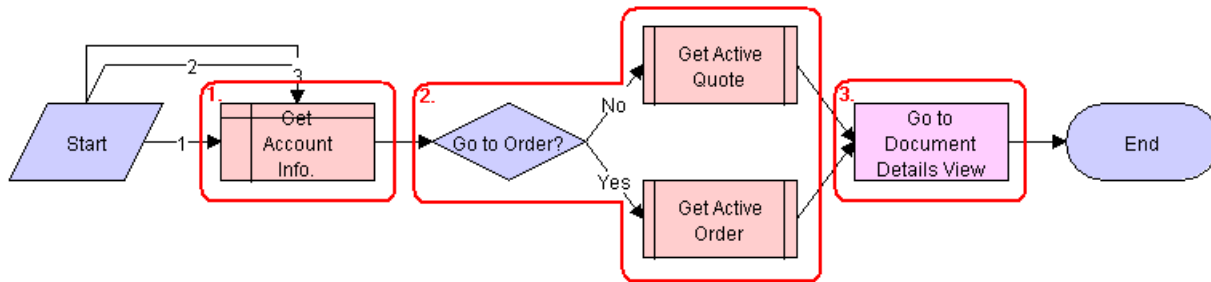 Start
1
2
3
1.
Get
Account
Info.
2.
Go to Order?
No
Yes
Get Active
Quote
Get Active
Order
3.
Go to
Document
Details View
End